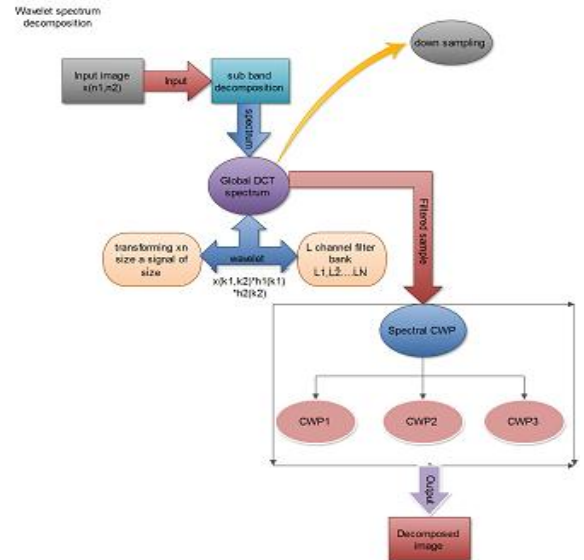 Wavelet spectrum
decomposition
down sampling
Input image
x(n1,n2)
Input
sub band
decomposition
spectrum
Global DCT
spectrum
Filtered sample
transforming xn
size a signal of
size
wavelet
L channel filter
bank
L1,L2....LN
x(k1,k2)*h1(k1)
*h2(k2)
Spectral CWP
CWP1
CWP2
CWP3
Output
Decomposed
image